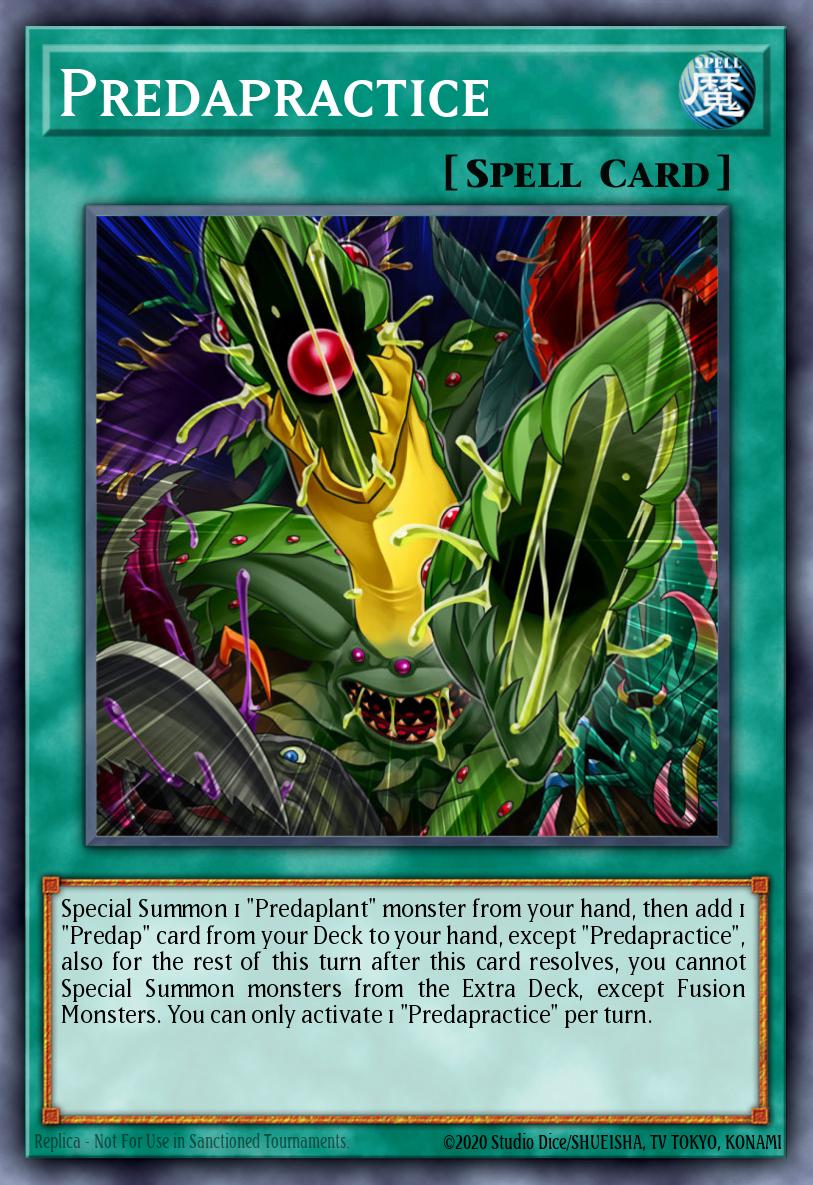 Predapractice
SPELL
魔
[ Spell Card ]
Special Summon 1 "Predaplant" monster from your hand, then add 1
"Predap" card from your Deck to your hand, except "Predapractice",
also for the rest of this turn after this card resolves, you cannot
Special Summon monsters from the Extra Deck, except Fusion
Monsters. You can only activate 1 "Predapractice" per turn.
Replica - Not For Use in Sanctioned Tournaments.
©2020 Studio Dice/SHUEISHA, TV TOKYO, KONAMI